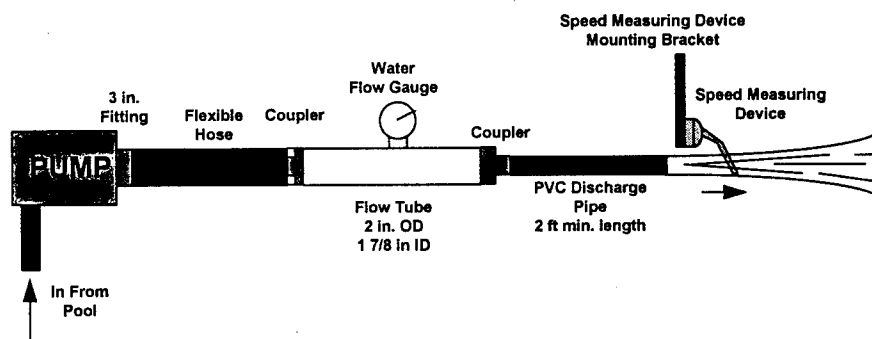 Speed Measuring Device
Mounting Bracket
Water
Flow Gauge
Speed Measuring
Device
3 in.
Fitting
Flexible
Hose
Coupler
Coupler
PUMP
PVC Discharge
Pipe
2 ft min. length
Flow Tube
2 in. OD
1 7/8 in ID
In From
Pool